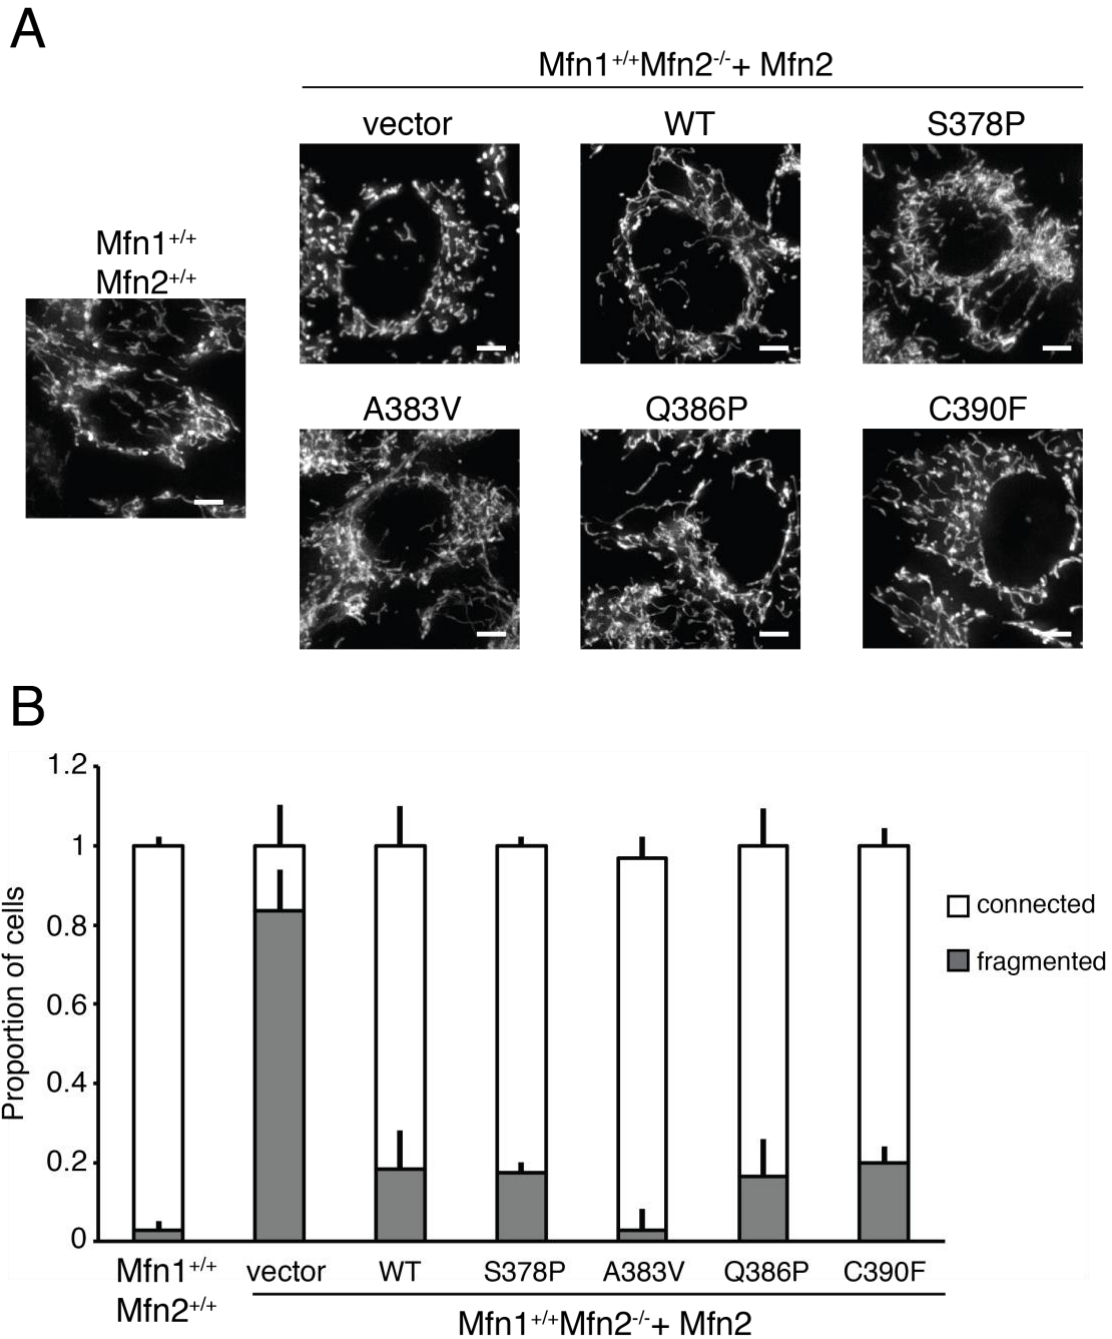 A
Mfn1+/+Mfn2-/-+ Mfn2
vector WT S378P
Mfn1+/+
Mfn2+/+
A383V Q386P C390F
B
1.2
1
0.8
0.6
0.4
0.2
0
Proportion of cells
connected
fragmented
Mfn1+/+ vector WT S378P A383V Q386P C390F
Mfn2+/+
Mfn1+/+Mfn2-/-+ Mfn2